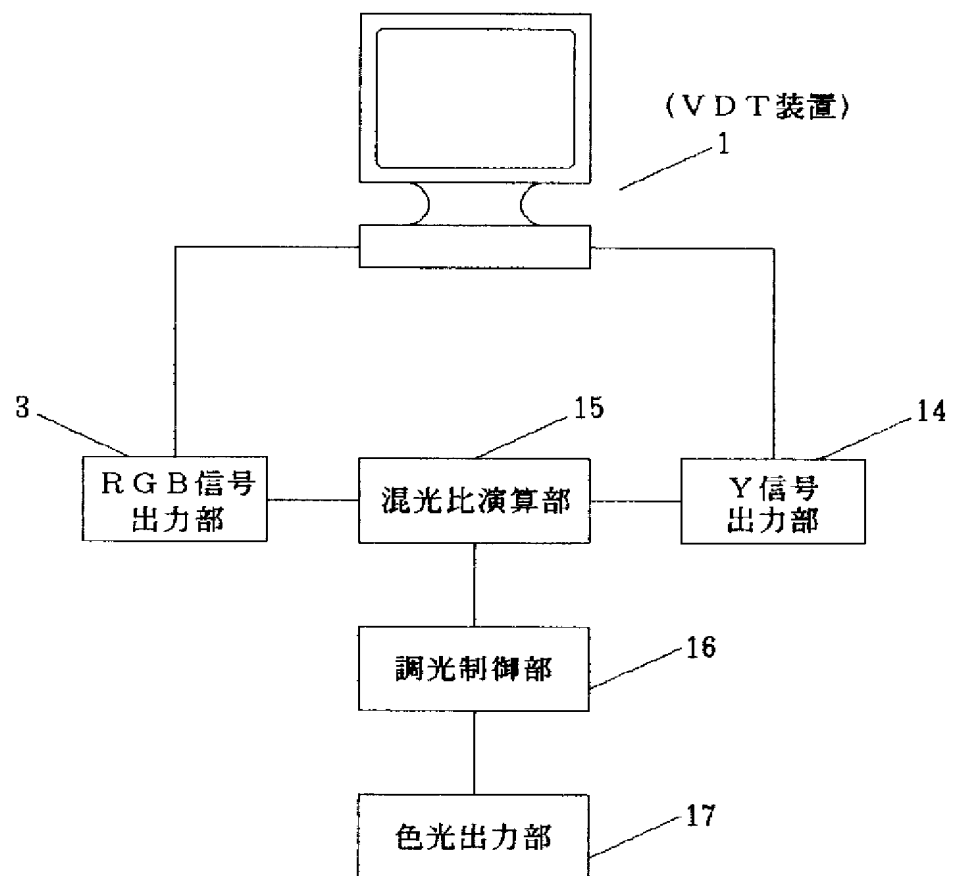 (ＶＤＴ装置)
1
3
15
14
ＲＧＢ信号
出力部
混光比演算部
Ｙ信号
出力部
調光制御部
16
色光出力部
17